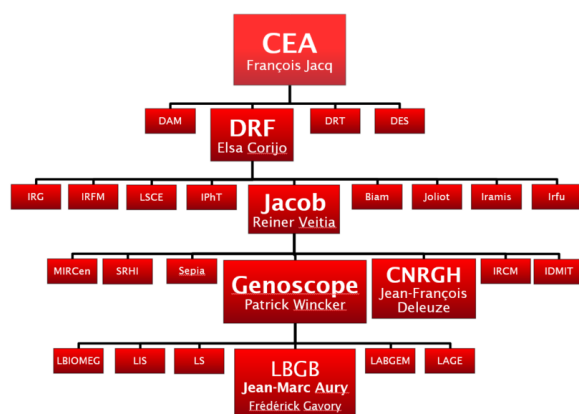 CEA
François Jacq
DAM
DRF
Elsa Corijo
DRT
DES
IRG
IRFM
LSCE
IPhT
Jacob
Reiner Veitia
Biam
Joliot
Iramis
Irfu
MIRCen
SRHI
Sepia
Genoscope
Patrick Wincker
CNRGH
Jean-François
Deleuze
IRCM
IDMIT
LBIOMEG
LIS
LS
LBGB
Jean-Marc Aury
Frédérick Gavory
LABGEM
LAGE